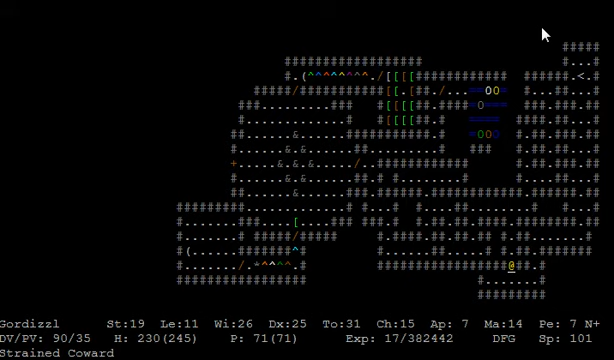 Gordizzl St:19 Le:11 Wi:26 Dx:25 To:31 Ch:15 Ap: 7 Ma:14 Pe: 7 N+
DV/PV: 90/35 H: 230(245) P: 71(71) Exp: 17/382442 DFG Sp: 101
Strained Coward